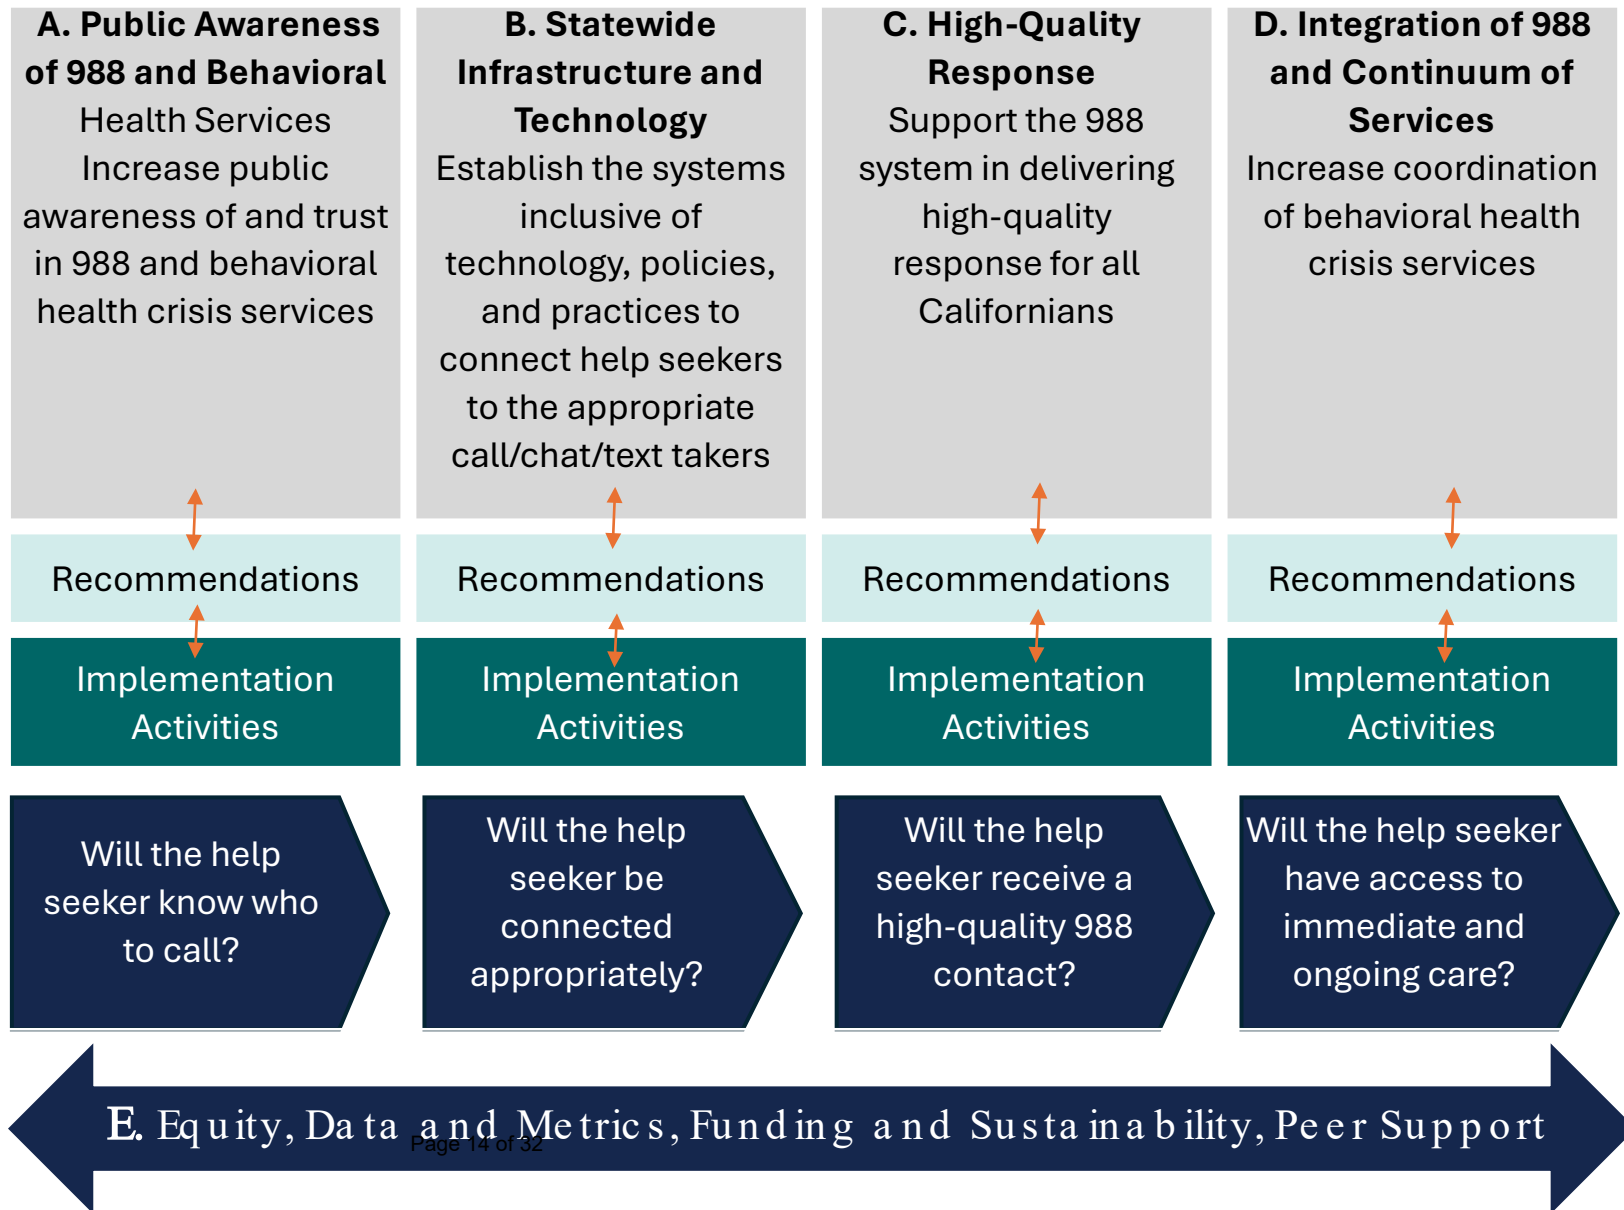 A. Public Awareness
of 988 and Behavioral
Health Services
Increase public
awareness of and trust
in 988 and behavioral
health crisis services
B. Statewide
Infrastructure and
Technology
Establish the systems
inclusive of
technology, policies,
and practices to
connect help seekers
to the appropriate
call/chat/text takers
C. High-Quality
Response
Support the 988
system in delivering
high-quality
response for all
Californians
D. Integration of 988
and Continuum of
Services
Increase coordination
of behavioral health
crisis services
Recommendations
Recommendations
Recommendations
Recommendations
Implementation
Activities
Implementation
Activities
Implementation
Activities
Implementation
Activities
Will the help
seeker know who
to call?
Will the help
seeker be
connected
appropriately?
Will the help
seeker receive a
high-quality 988
contact?
Will the help seeker
have access to
immediate and
ongoing care?
E. Equity, Data and Metrics, Funding and Sustainability, Peer Support
Page 14 of 32